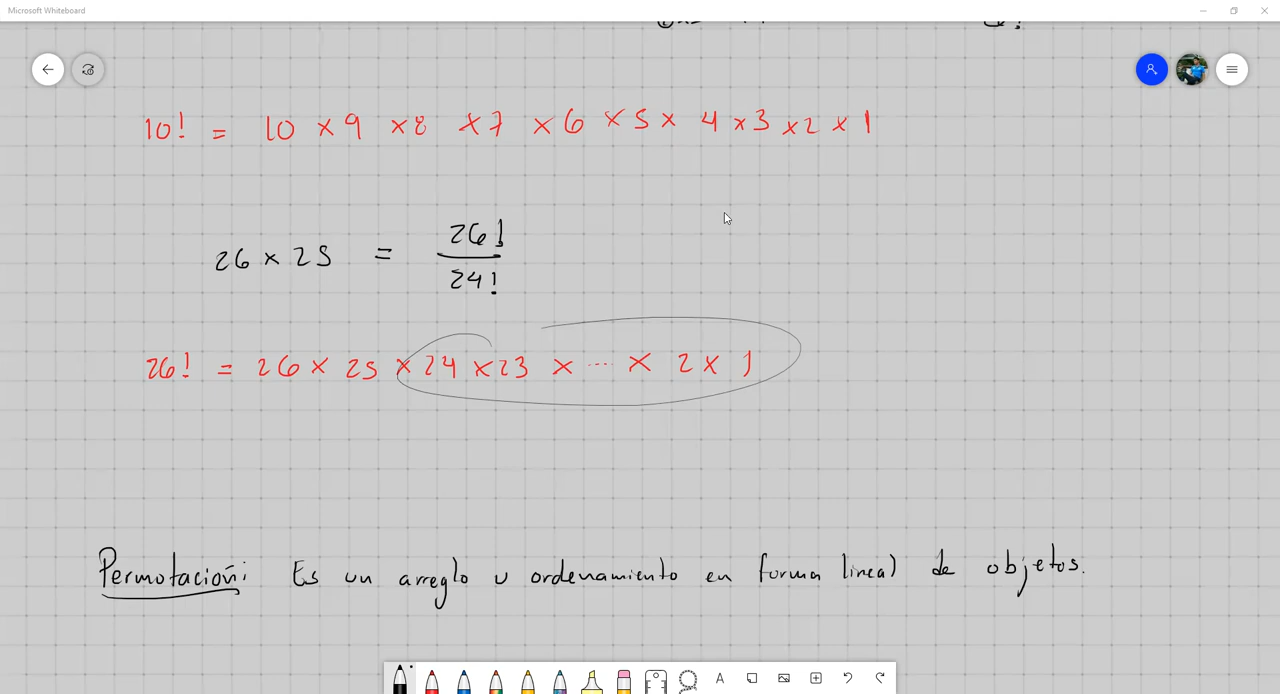 Microsoft Whiteboard
10! = 10 × 9 × 8 × 7 × 6 × 5 × 4 × 3 × 2 × 1
26 × 25 = 26! / 24!
26! = 26 × 25 × 24 × 23 × ... × 2 × 1
Permutación: Es un arreglo u ordenamiento en forma lineal de objetos.
A